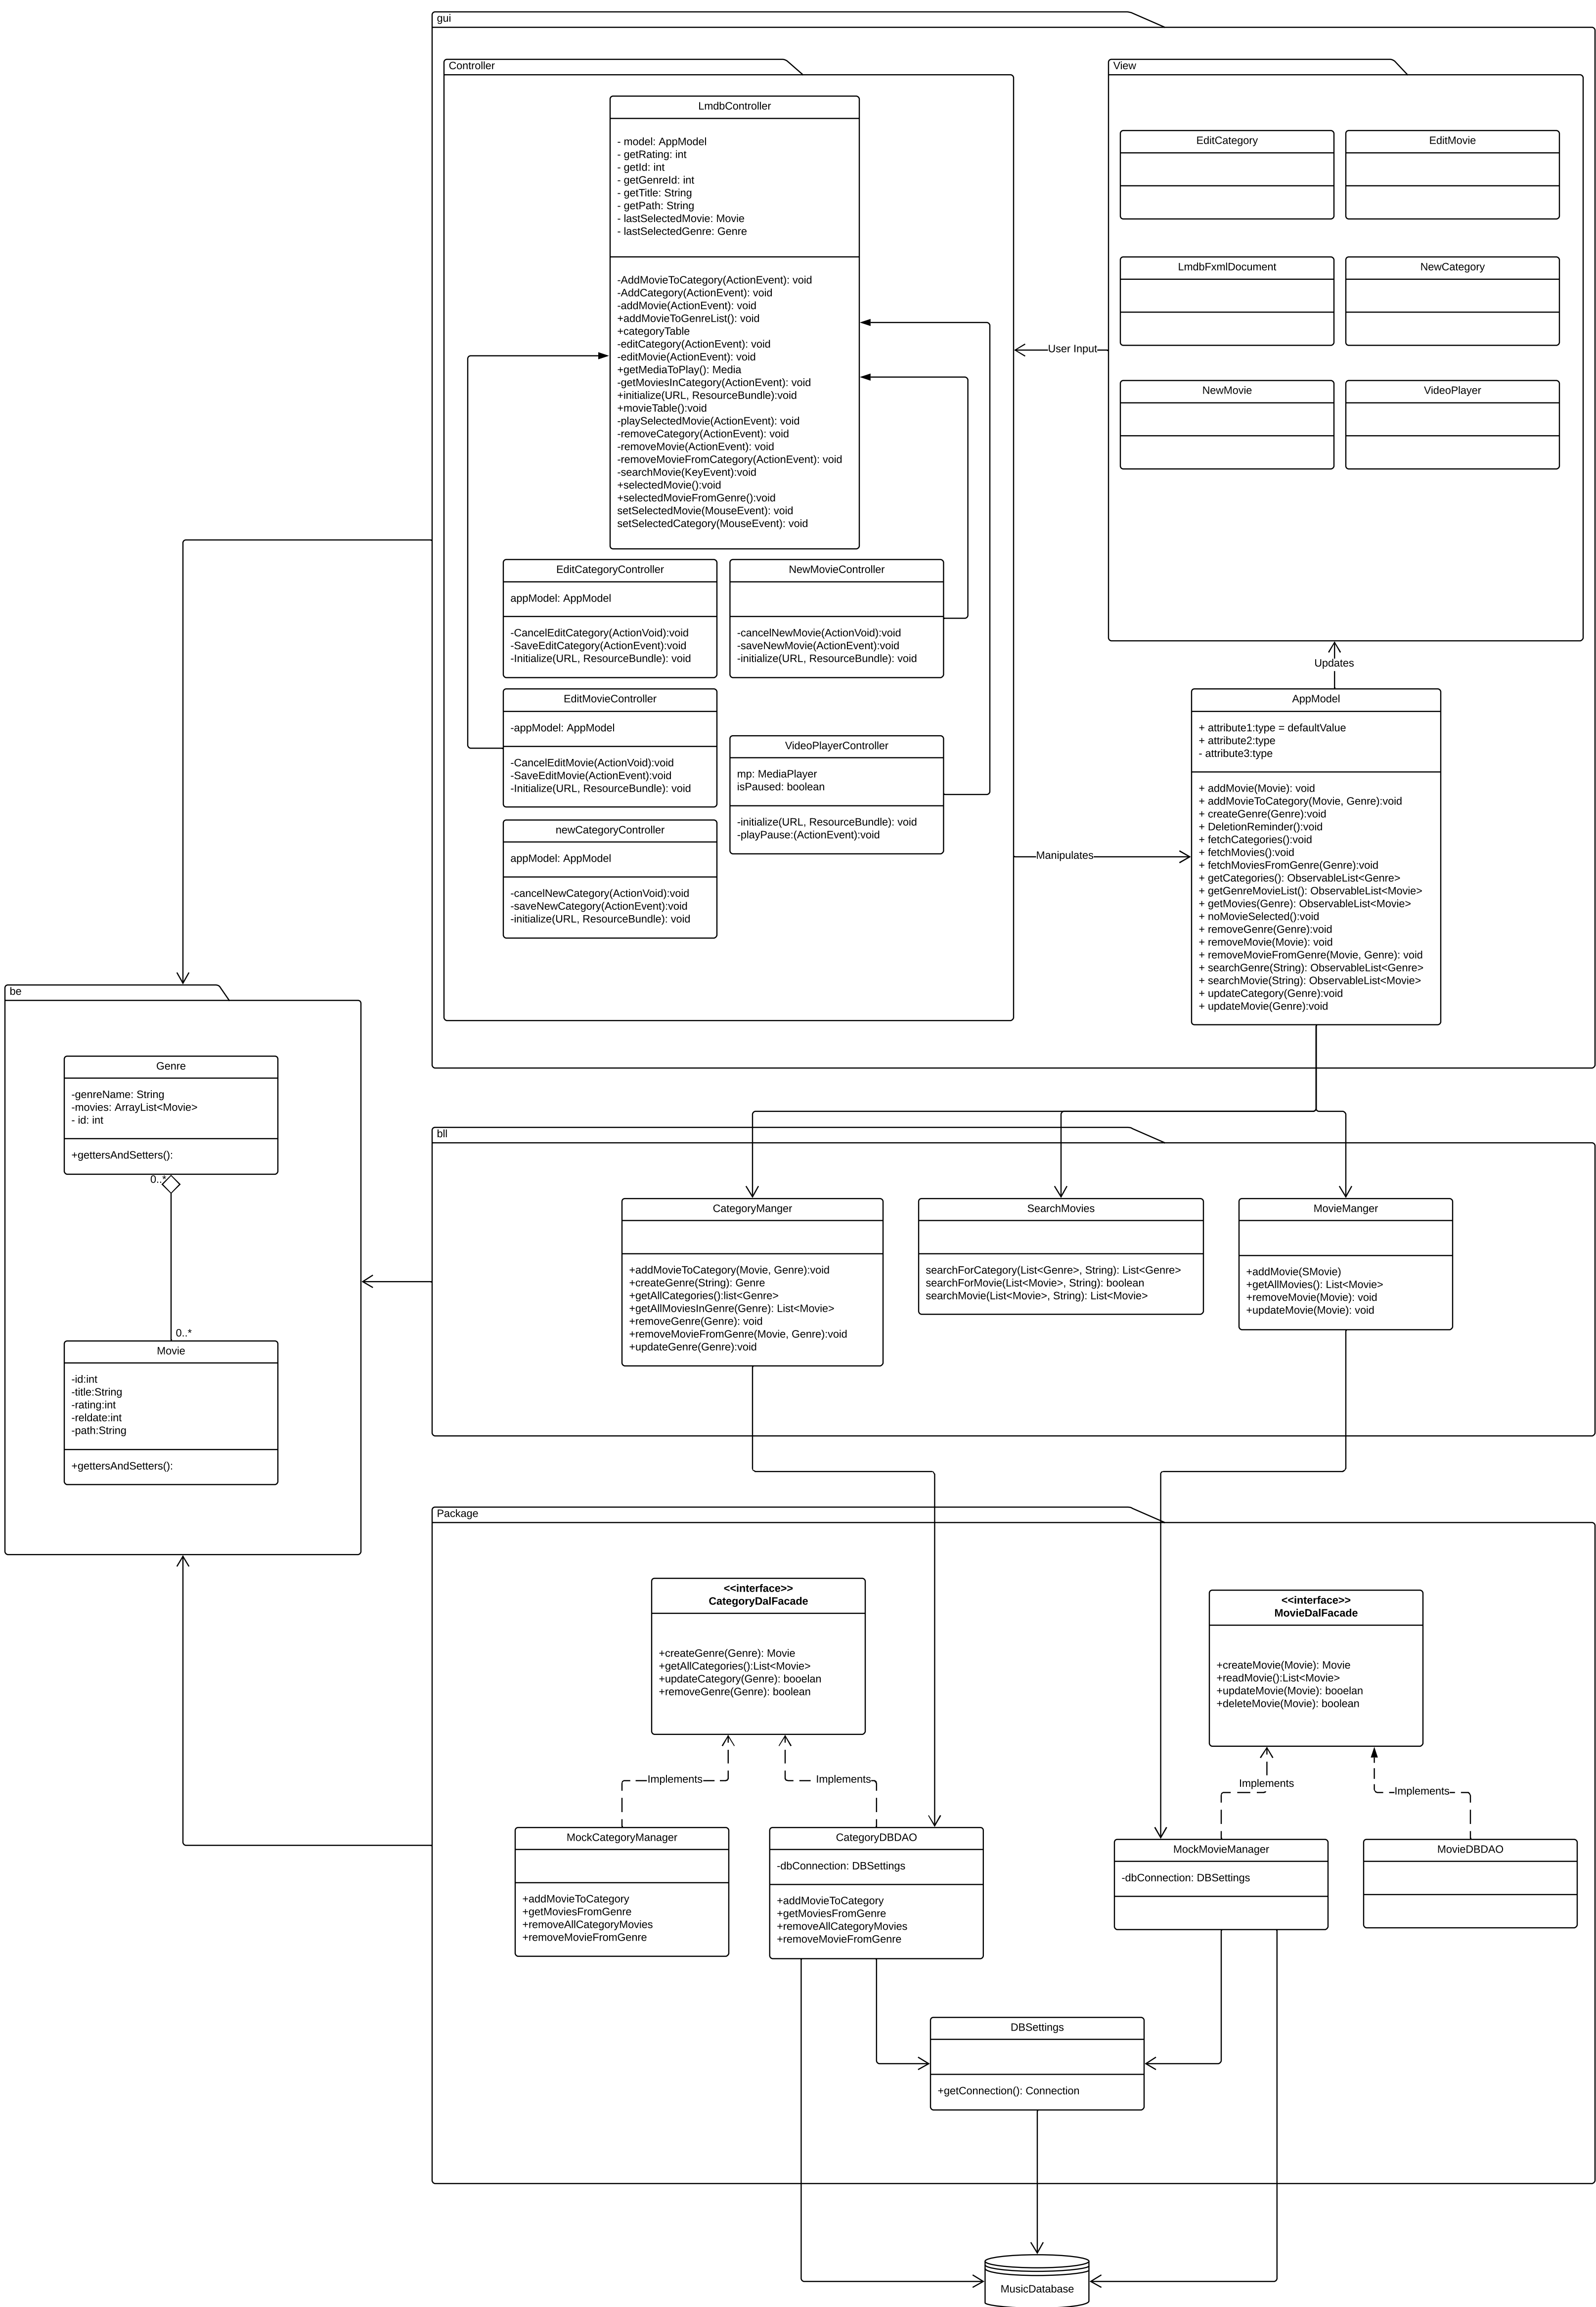 gui
Controller
LmdbController
- model: AppModel
- getRating: int
- getId: int
- getGenreId: int
- getTitle: String
- getPath: String
- lastSelectedMovie: Movie
- lastSelectedGenre: Genre
-AddMovieToCategory(ActionEvent): void
-AddCategory(ActionEvent): void
-addMovie(ActionEvent): void
+addMovieToGenreList(): void
+categoryTable
-editCategory(ActionEvent): void
-editMovie(ActionEvent): void
+getMediaToPlay(): Media
-getMoviesInCategory(ActionEvent): void
+initialize(URL, ResourceBundle):void
+movieTable():void
-playSelectedMovie(ActionEvent): void
-removeCategory(ActionEvent): void
-removeMovie(ActionEvent): void
-removeMovieFromCategory(ActionEvent): void
-searchMovie(KeyEvent):void
+selectedMovie():void
+selectedMovieFromGenre():void
setSelectedMovie(MouseEvent): void
setSelectedCategory(MouseEvent): void
EditCategoryController
appModel: AppModel
-CancelEditCategory(ActionVoid):void
-SaveEditCategory(ActionEvent):void
-Initialize(URL, ResourceBundle): void
NewMovieController
-cancelNewMovie(ActionVoid):void
-saveNewMovie(ActionEvent):void
-initialize(URL, ResourceBundle): void
EditMovieController
-appModel: AppModel
-CancelEditMovie(ActionVoid):void
-SaveEditMovie(ActionEvent):void
-Initialize(URL, ResourceBundle): void
VideoPlayerController
mp: MediaPlayer
isPaused: boolean
-initialize(URL, ResourceBundle): void
-playPause:(ActionEvent):void
newCategoryController
appModel: AppModel
-cancelNewCategory(ActionVoid):void
-saveNewCategory(ActionEvent):void
-initialize(URL, ResourceBundle): void
User Input
View
EditCategory
EditMovie
LmdbFxmlDocument
NewCategory
NewMovie
VideoPlayer
Updates
Manipulates
AppModel
+ attribute1:type = defaultValue
+ attribute2:type
- attribute3:type
+ addMovie(Movie): void
+ addMovieToCategory(Movie, Genre):void
+ createGenre(Genre):void
+ DeletionReminder():void
+ fetchCategories():void
+ fetchMovies():void
+ fetchMoviesFromGenre(Genre):void
+ getCategories(): ObservableList<Genre>
+ getGenreMovieList(): ObservableList<Movie>
+ getMovies(Genre): ObservableList<Movie>
+ noMovieSelected():void
+ removeGenre(Genre):void
+ removeMovie(Movie): void
+ removeMovieFromGenre(Movie, Genre): void
+ searchGenre(String): ObservableList<Genre>
+ searchMovie(String): ObservableList<Movie>
+ updateCategory(Genre):void
+ updateMovie(Genre):void
be
Genre
-genreName: String
-movies: ArrayList<Movie>
- id: int
+gettersAndSetters():
0..*
0..*
Movie
-id:int
-title:String
-rating:int
-reldate:int
-path:String
+gettersAndSetters():
bll
CategoryManger
+addMovieToCategory(Movie, Genre):void
+createGenre(String): Genre
+getAllCategories():list<Genre>
+getAllMoviesInGenre(Genre): List<Movie>
+removeGenre(Genre): void
+removeMovieFromGenre(Movie, Genre):void
+updateGenre(Genre):void
SearchMovies
searchForCategory(List<Genre>, String): List<Genre>
searchForMovie(List<Movie>, String): boolean
searchMovie(List<Movie>, String): List<Movie>
MovieManger
+addMovie(SMovie)
+getAllMovies(): List<Movie>
+removeMovie(Movie): void
+updateMovie(Movie): void
Package
<<interface>>
CategoryDalFacade
+createGenre(Genre): Movie
+getAllCategories():List<Movie>
+updateCategory(Genre): booelan
+removeGenre(Genre): boolean
<<interface>>
MovieDalFacade
+createMovie(Movie): Movie
+readMovie():List<Movie>
+updateMovie(Movie): booelan
+deleteMovie(Movie): boolean
Implements
Implements
Implements
Implements
MockCategoryManager
+addMovieToCategory
+getMoviesFromGenre
+removeAllCategoryMovies
+removeMovieFromGenre
CategoryDBDAO
-dbConnection: DBSettings
+addMovieToCategory
+getMoviesFromGenre
+removeAllCategoryMovies
+removeMovieFromGenre
MockMovieManager
-dbConnection: DBSettings
MovieDBDAO
DBSettings
+getConnection(): Connection
MusicDatabase